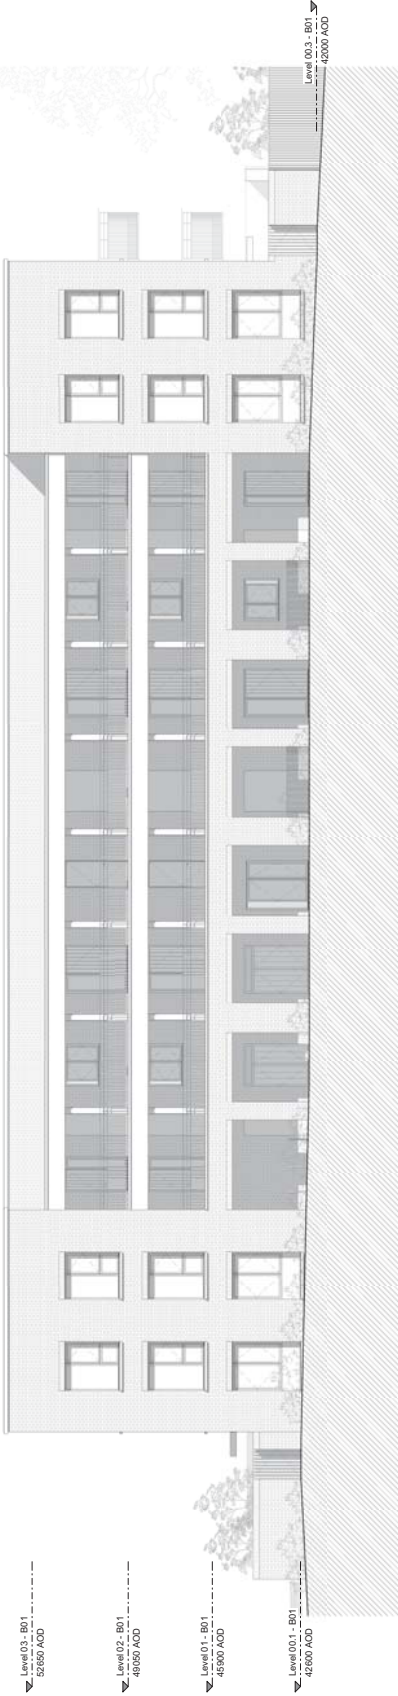 Level 00.3 - B01
42000 AOD
Level 03 - B01
52650 AOD
Level 02 - B01
49050 AOD
Level 01 - B01
45900 AOD
Level 00.1 - B01
42600 AOD